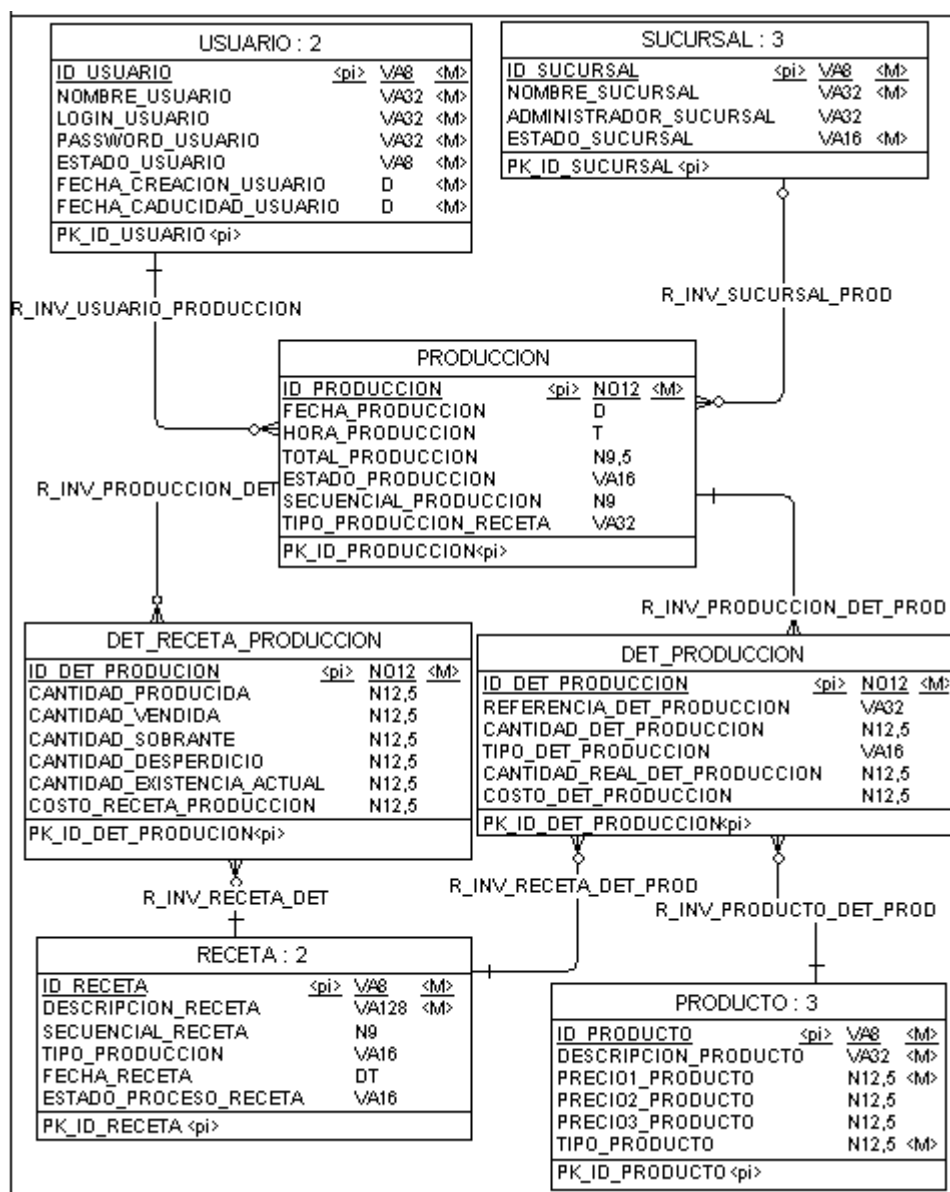 USUARIO : 2
ID_USUARIO <pi> VA8 <M>
NOMBRE_USUARIO VA32 <M>
LOGIN_USUARIO VA32 <M>
PASSWORD_USUARIO VA32 <M>
ESTADO_USUARIO VA8 <M>
FECHA_CREACION_USUARIO D <M>
FECHA_CADUCIDAD_USUARIO D <M>
PK_ID_USUARIO <pi>
SUCURSAL : 3
ID_SUCURSAL <pi> VA8 <M>
NOMBRE_SUCURSAL VA32 <M>
ADMINISTRADOR_SUCURSAL VA32
ESTADO_SUCURSAL VA16 <M>
PK_ID_SUCURSAL <pi>
R_INV_USUARIO_PRODUCCION
R_INV_SUCURSAL_PROD
PRODUCCION
ID_PRODUCCION <pi> NO12 <M>
FECHA_PRODUCCION D
HORA_PRODUCCION T
TOTAL_PRODUCCION N9,5
ESTADO_PRODUCCION VA16
SECUENCIAL_PRODUCCION N9
TIPO_PRODUCCION_RECETA VA32
PK_ID_PRODUCCION <pi>
R_INV_PRODUCCION_DET
R_INV_PRODUCCION_DET_PROD
DET_RECETA_PRODUCCION
ID_DET_PRODUCION <pi> NO12 <M>
CANTIDAD_PRODUCIDA N12,5
CANTIDAD_VENDIDA N12,5
CANTIDAD_SOBRANTE N12,5
CANTIDAD_DESPERDICIO N12,5
CANTIDAD_EXISTENCIA_ACTUAL N12,5
COSTO_RECETA_PRODUCCION N12,5
PK_ID_DET_PRODUCION <pi>
DET_PRODUCCION
ID_DET_PRODUCCION <pi> NO12 <M>
REFERENCIA_DET_PRODUCCION VA32
CANTIDAD_DET_PRODUCCION N12,5
TIPO_DET_PRODUCCION VA16
CANTIDAD_REAL_DET_PRODUCCION N12,5
COSTO_DET_PRODUCCION N12,5
PK_ID_DET_PRODUCCION <pi>
R_INV_RECETA_DET
R_INV_RECETA_DET_PROD
R_INV_PRODUCTO_DET_PROD
RECETA : 2
ID_RECETA <pi> VA8 <M>
DESCRIPCION_RECETA VA128 <M>
SECUENCIAL_RECETA N9
TIPO_PRODUCCION VA16
FECHA_RECETA DT
ESTADO_PROCESO_RECETA VA16
PK_ID_RECETA <pi>
PRODUCTO : 3
ID_PRODUCTO <pi> VA8 <M>
DESCRIPCION_PRODUCTO VA32 <M>
PRECIO1_PRODUCTO N12,5 <M>
PRECIO2_PRODUCTO N12,5
PRECIO3_PRODUCTO N12,5
TIPO_PRODUCTO N12,5 <M>
PK_ID_PRODUCTO <pi>